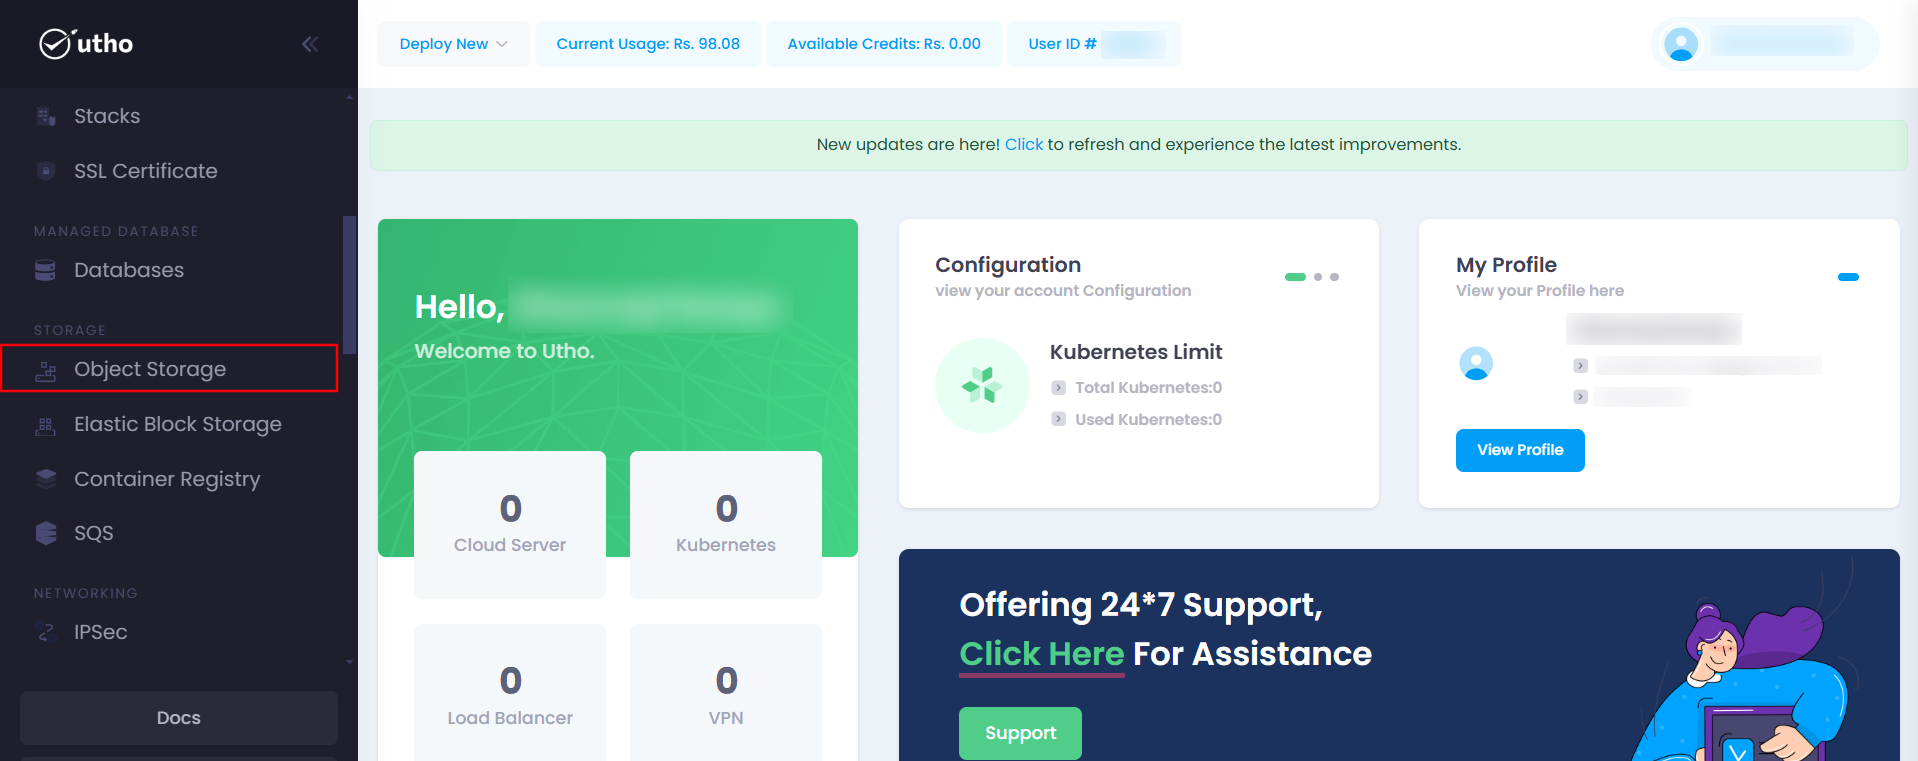 utho
Stacks
SSL Certificate
MANAGED DATABASE
Databases
STORAGE
Object Storage
Elastic Block Storage
Container Registry
SQS
NETWORKING
IPSec
Docs
Deploy New
Current Usage: Rs. 98.08
Available Credits: Rs. 0.00
User ID #
New updates are here! Click to refresh and experience the latest improvements.
Hello,
Welcome to Utho.
0
Cloud Server
0
Kubernetes
0
Load Balancer
0
VPN
Configuration
view your account Configuration
Kubernetes Limit
Total Kubernetes:0
Used Kubernetes:0
My Profile
View your Profile here
View Profile
Offering 24*7 Support,
Click Here For Assistance
Support